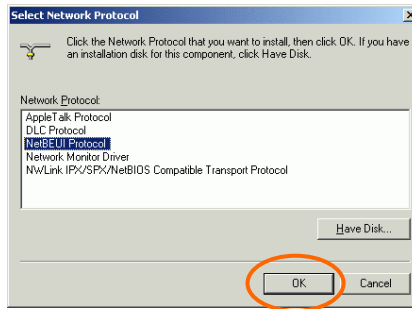 Select Network Protocol
Click the Network Protocol that you want to install, then click OK. If you have
an installation disk for this component, click Have Disk.
Network Protocol:
AppleTalk Protocol
DLC Protocol
NetBEUI Protocol
Network Monitor Driver
NWLink IPX/SPX/NetBIOS Compatible Transport Protocol
Have Disk...
OK
Cancel